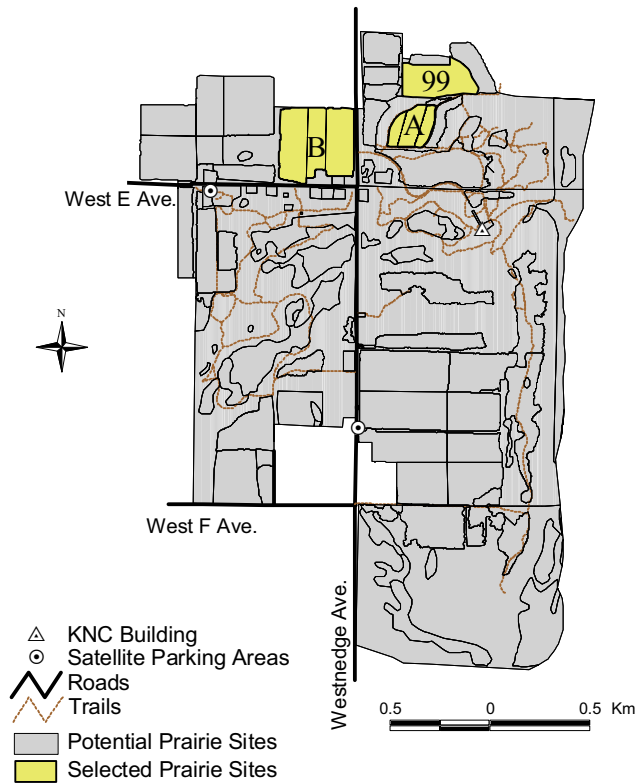 99
A
B
West E Ave.
N
West F Ave.
Westnedge Ave.
KNC Building
Satellite Parking Areas
Roads
Trails
Potential Prairie Sites
Selected Prairie Sites
0.5 0 0.5 Km